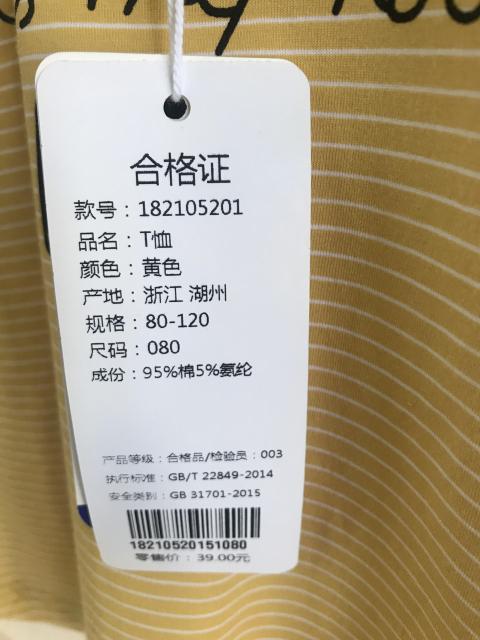 合格证
款号：182105201
品名：T恤
颜色：黄色
产地：浙江 湖州
规格：80-120
尺码：080
成份：95%棉5%氨纶
产品等级：合格品/检验员：003
执行标准：GB/T 22849-2014
安全类别：GB 31701-2015
18210520151080
零售价：39.00元